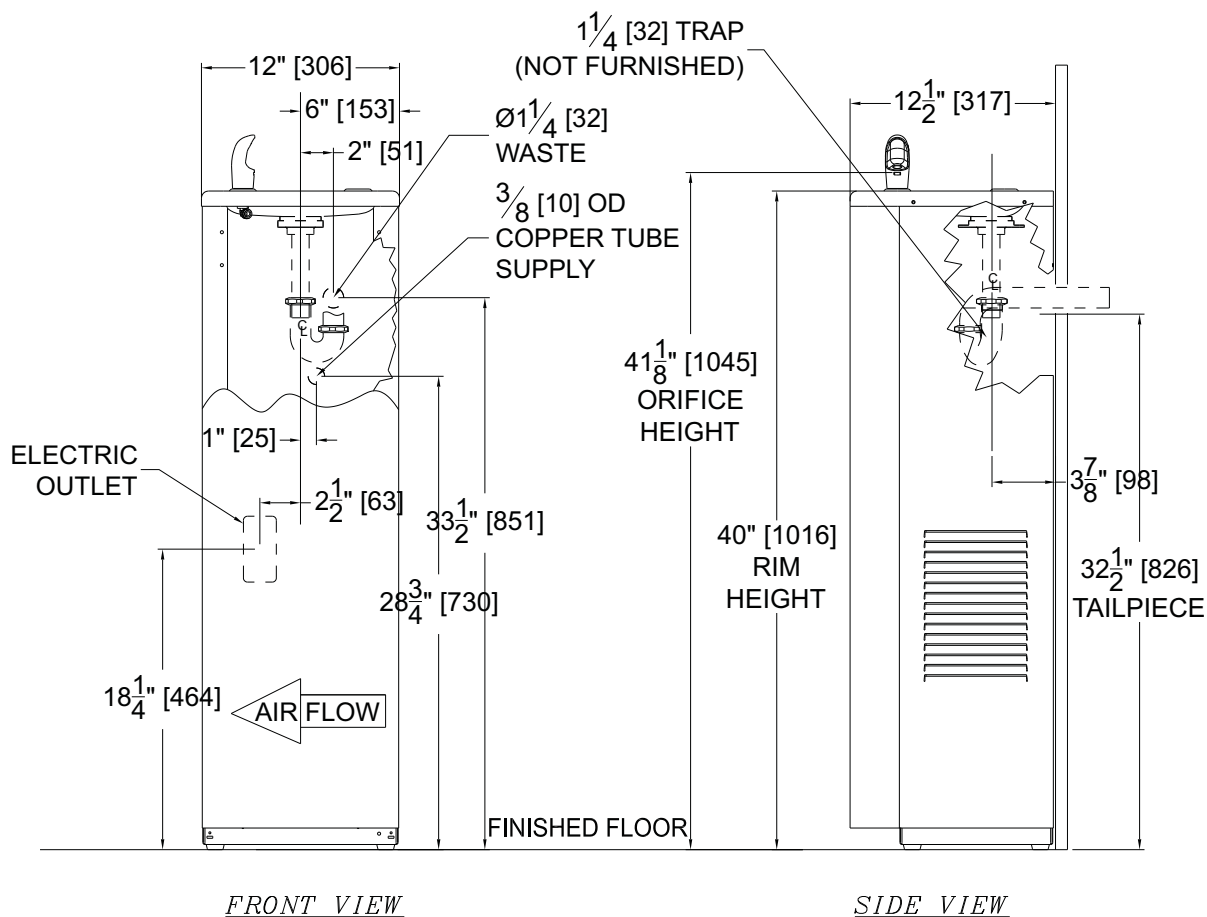 1 1/4 [32] TRAP
(NOT FURNISHED)
12" [306]
6" [153]
2" [51]
Ø1 1/4 [32]
WASTE
3/8 [10] OD
COPPER TUBE
SUPPLY
12 1/2" [317]
CL
CL
41 1/8" [1045]
ORIFICE
HEIGHT
1" [25]
ELECTRIC
OUTLET
2 1/2" [63]
33 1/2" [851]
3 7/8" [98]
40" [1016]
RIM
HEIGHT
32 1/2" [826]
TAILPIECE
28 3/4" [730]
18 1/4" [464]
AIR FLOW
FINISHED FLOOR
FRONT VIEW
SIDE VIEW